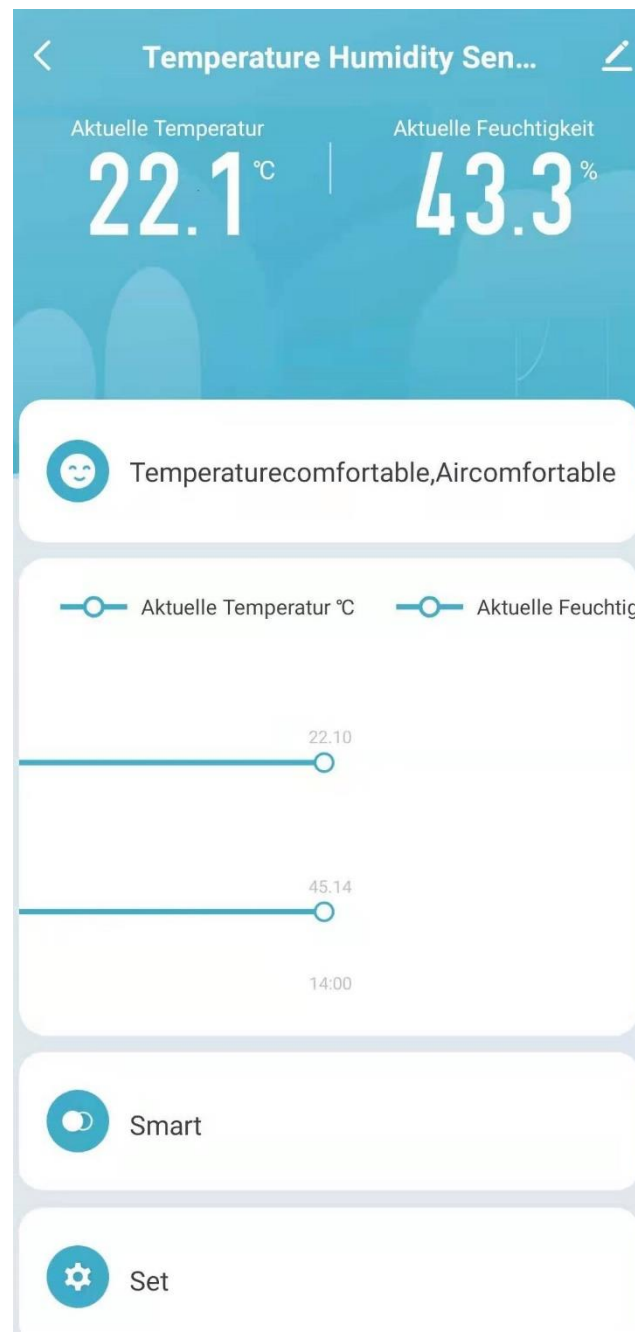 Temperature Humidity Sen...
Aktuelle Temperatur
Aktuelle Feuchtigkeit
22.1 ℃
43.3 %
Temperaturecomfortable,Aircomfortable
Aktuelle Temperatur ℃
Aktuelle Feuchtig
22.10
45.14
14:00
Smart
Set